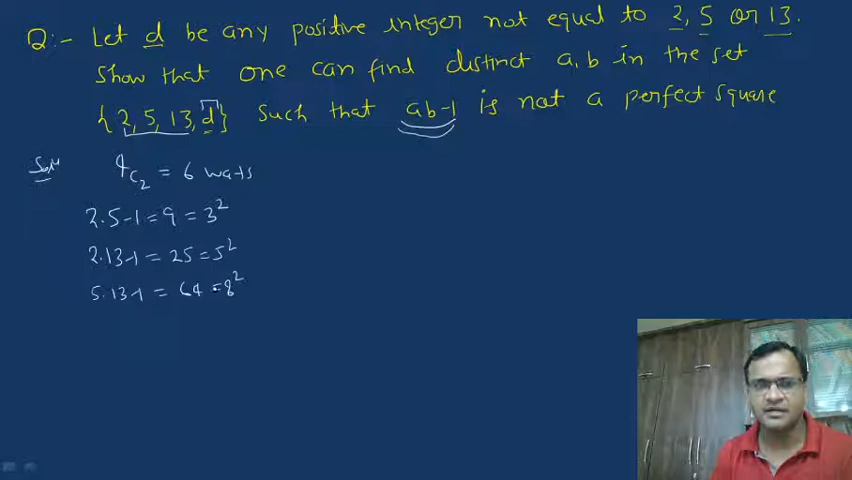 Q:- Let d be any positive integer not equal to 2, 5 or 13.
Show that one can find distinct a, b in the set
{2, 5, 13, d} such that ab-1 is not a perfect square
Soln 4C2 = 6 ways
2.5-1 = 9 = 3²
2.13-1 = 25 = 5²
5.13-1 = 64 = 8²